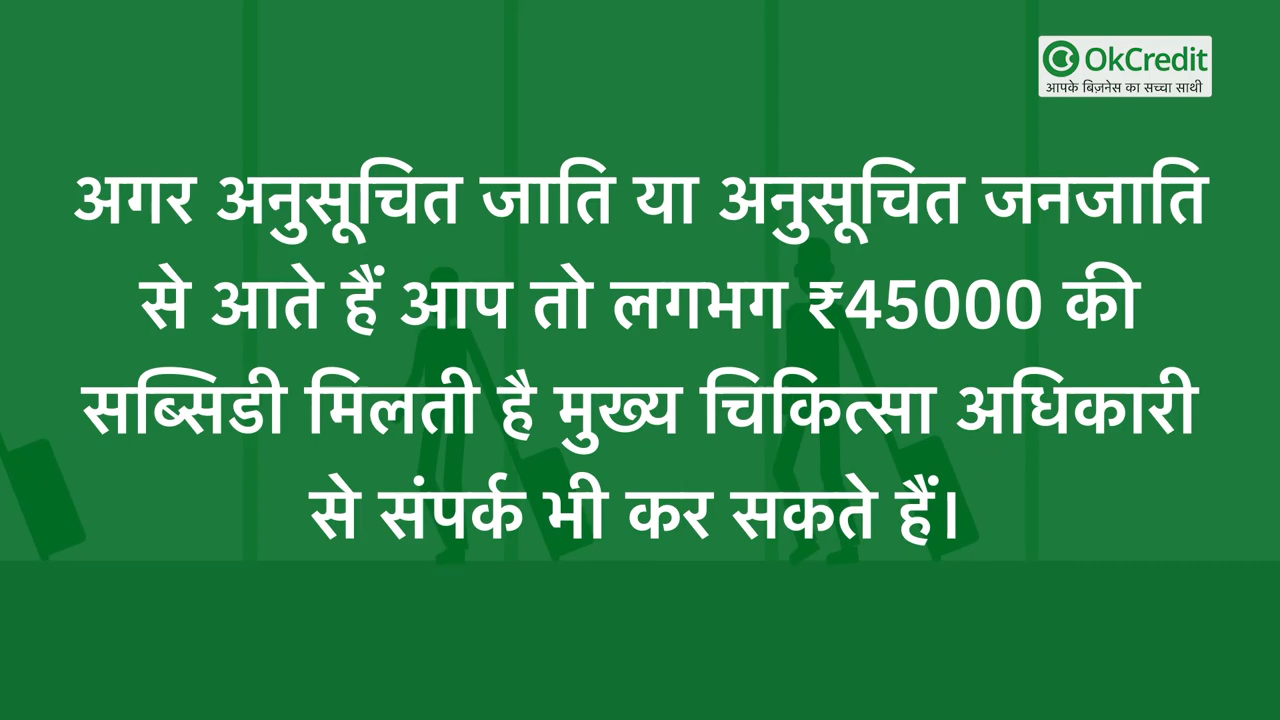 OkCredit
आपके बिज़नेस का सच्चा साथी
अगर अनुसूचित जाति या अनुसूचित जनजाति
से आते हैं आप तो लगभग ₹45000 की
सब्सिडी मिलती है मुख्य चिकित्सा अधिकारी
से संपर्क भी कर सकते हैं।